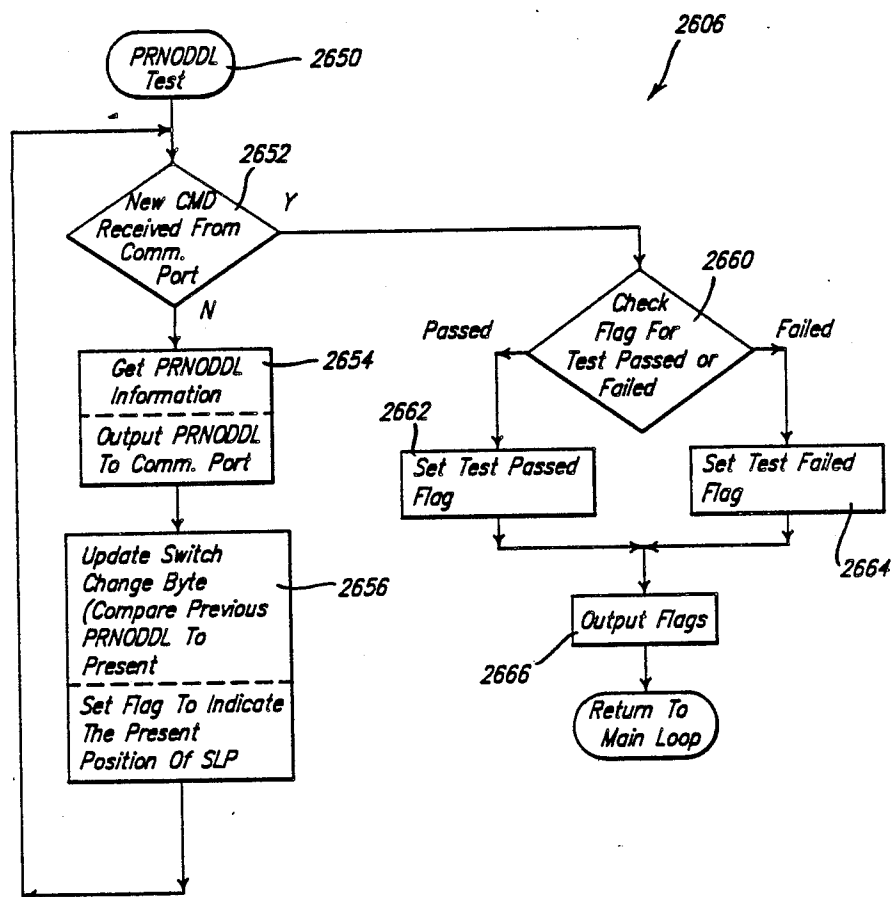 PRNODDL
Test
2650
2606
2652
New CMD
Received From
Comm.
Port
Y
N
2654
Get PRNODDL
Information
Output PRNODDL
To Comm. Port
2656
Update Switch
Change Byte
(Compare Previous
PRNODDL To
Present
Set Flag To Indicate
The Present
Position Of SLP
2660
Check
Flag For
Test Passed or
Failed
Passed
Failed
2662
Set Test Passed
Flag
Set Test Failed
Flag
2664
Output Flags
2666
Return To
Main Loop